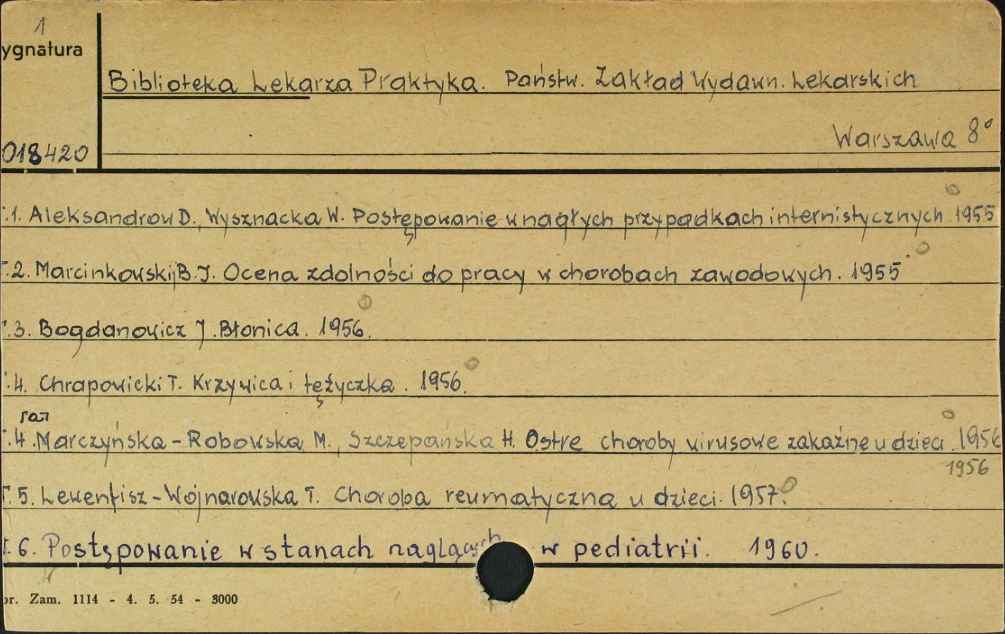 1
ygnatura
Biblioteka Lekarza Praktyka. Państw. Zakład Wydawn. Lekarskich
Warszawa 8°
018420
T.1. Aleksandrow D., Wysznacka W. Postępowanie w nagłych przypadkach internistycznych 1955
T.2. Marcinkowski, B.J. Ocena zdolności do pracy w chorobach zawodowych. 1955
T.3. Bogdanowicz J. Błonica. 1956.
T.4. Chrapowicki T. Krzywica i tężyczka. 1956.
T.4. Marczyńska-Robowska M., Szczepańska H. Ostre choroby wirusowe zakaźne u dzieci. 1956
1956
T.5. Lewenfisz-Wojnarowska T. Choroba reumatyczna u dzieci. 1957.
T.6. Postępowanie w stanach naglących w pediatrii. 1960.
or. Zam. 1114 - 4. 5. 54 - 3000